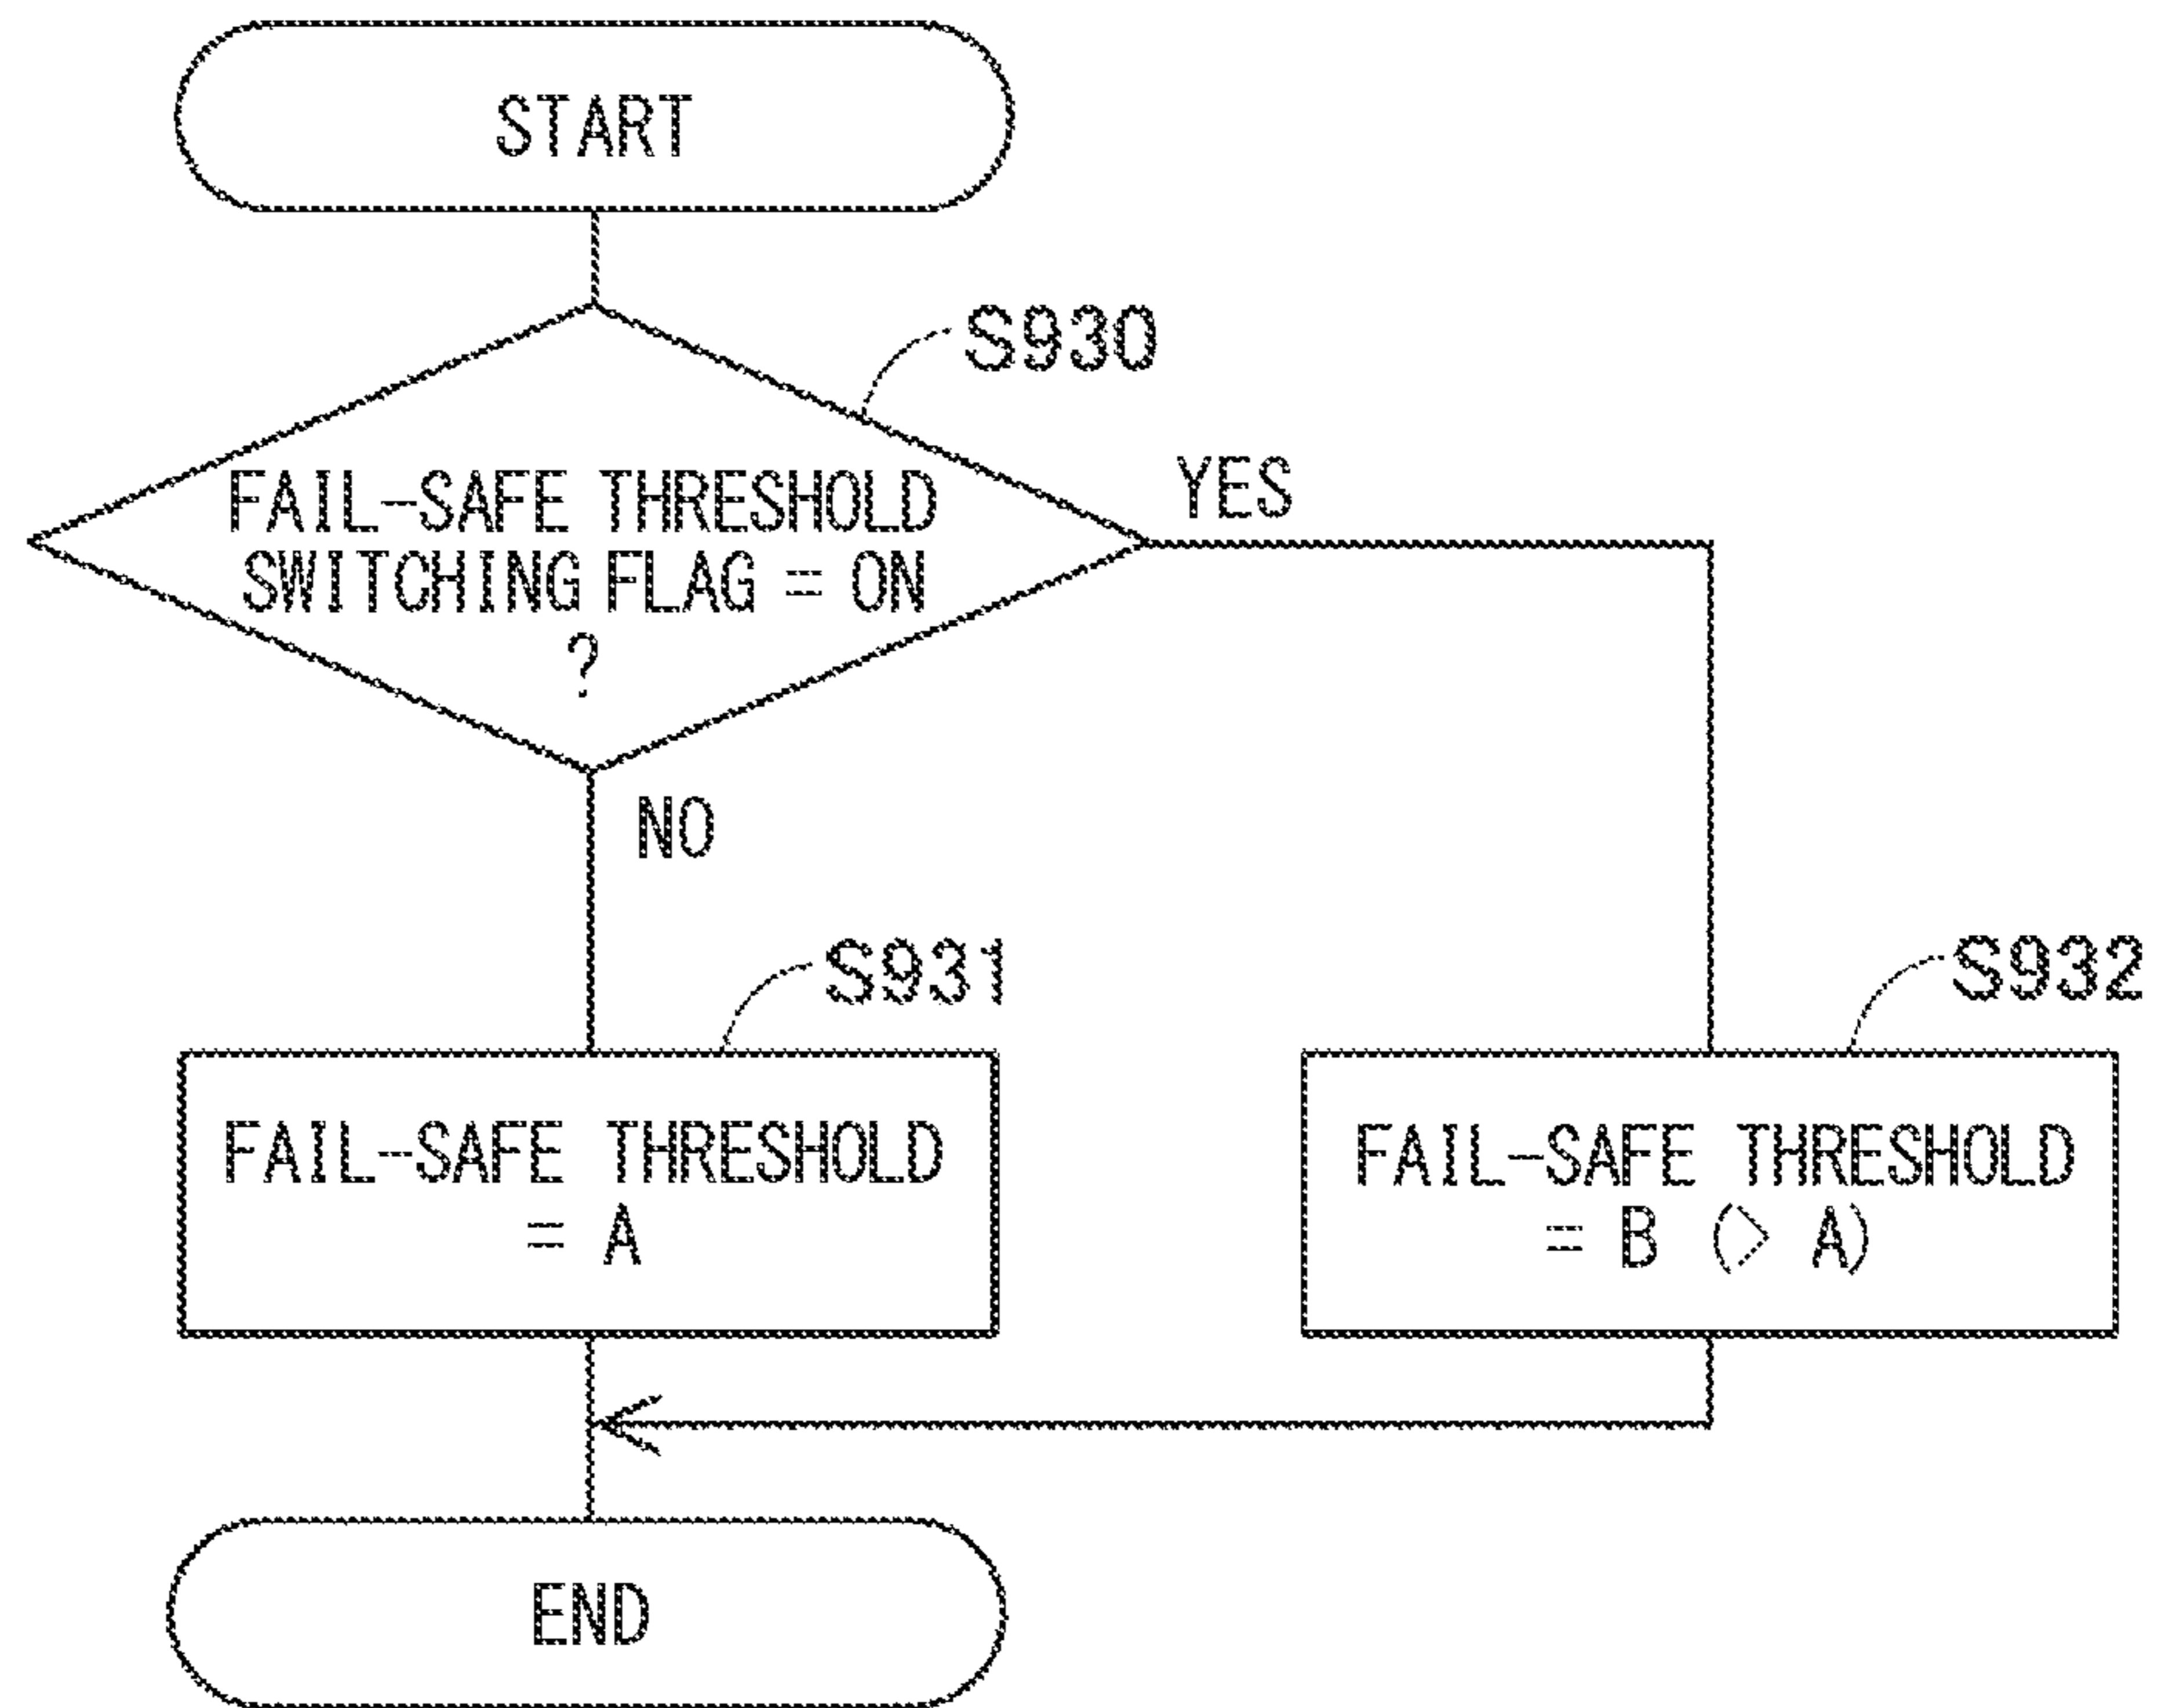 START
S930
FAIL-SAFE THRESHOLD
SWITCHING FLAG = ON
?
YES
NO
S931
FAIL-SAFE THRESHOLD
= A
S932
FAIL-SAFE THRESHOLD
= B (> A)
END